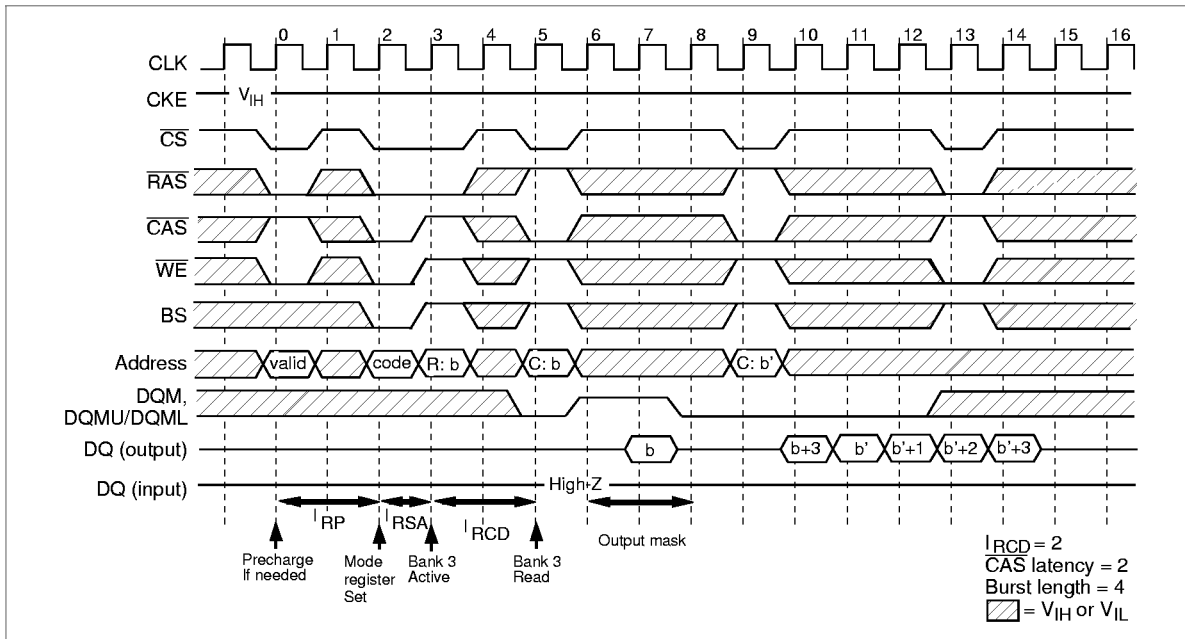 0 1 2 3 4 5 6 7 8 9 10 11 12 13 14 15 16
CLK
CKE VIH
CS
RAS
CAS
WE
BS
Address valid code R: b C: b C: b'
DQM,
DQMU/DQML
DQ (output) b b+3 b' b'+1 b'+2 b'+3
DQ (input) High-Z
lRP lRSA lRCD Output mask
Precharge
If needed
Mode
register
Set
Bank 3
Active
Bank 3
Read
lRCD = 2
CAS latency = 2
Burst length = 4
= VIH or VIL